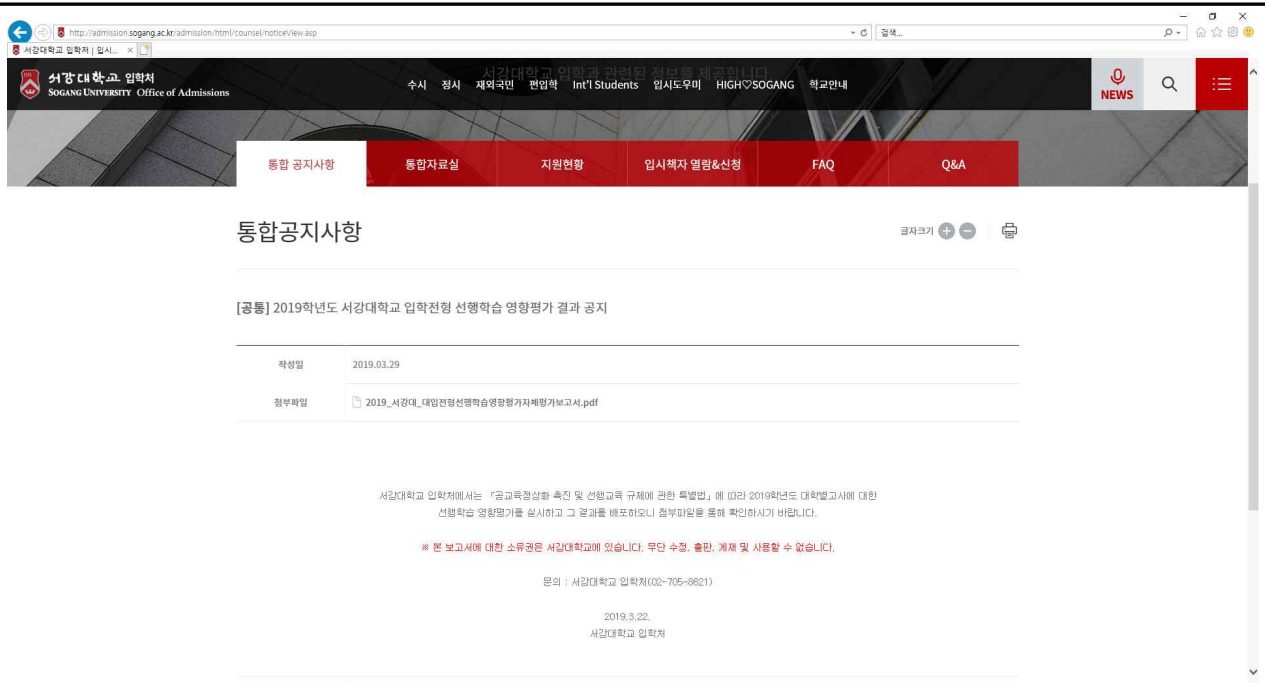 http://admission.sogang.ac.kr/admission/html/counsel/noticeView.asp
검색...
서강대학교 입학처 | 입시...
서강대학교 입학과 관련된 정보를 제공합니다
서강대학교 입학처
SOGANG UNIVERSITY Office of Admissions
수시 정시 재외국민 편입학 Int'l Students 입시도우미 HIGH♡SOGANG 학교안내
NEWS
통합 공지사항 통합자료실 지원현황 입시책자 열람&신청 FAQ Q&A
통합공지사항
글자크기
[공통] 2019학년도 서강대학교 입학전형 선행학습 영향평가 결과 공지
작성일 2019.03.29
첨부파일 2019_서강대_대입전형선행학습영향평가자체평가보고서.pdf
서강대학교 입학처에서는 「공교육정상화 촉진 및 선행교육 규제에 관한 특별법」에 따라 2019학년도 대학별고사에 대한
선행학습 영향평가를 실시하고 그 결과를 배포하오니 첨부파일을 통해 확인하시기 바랍니다.
※ 본 보고서에 대한 소유권은 서강대학교에 있습니다. 무단 수정, 출판, 게재 및 사용할 수 없습니다.
문의 : 서강대학교 입학처(02-705-8621)
2019.3.22.
서강대학교 입학처